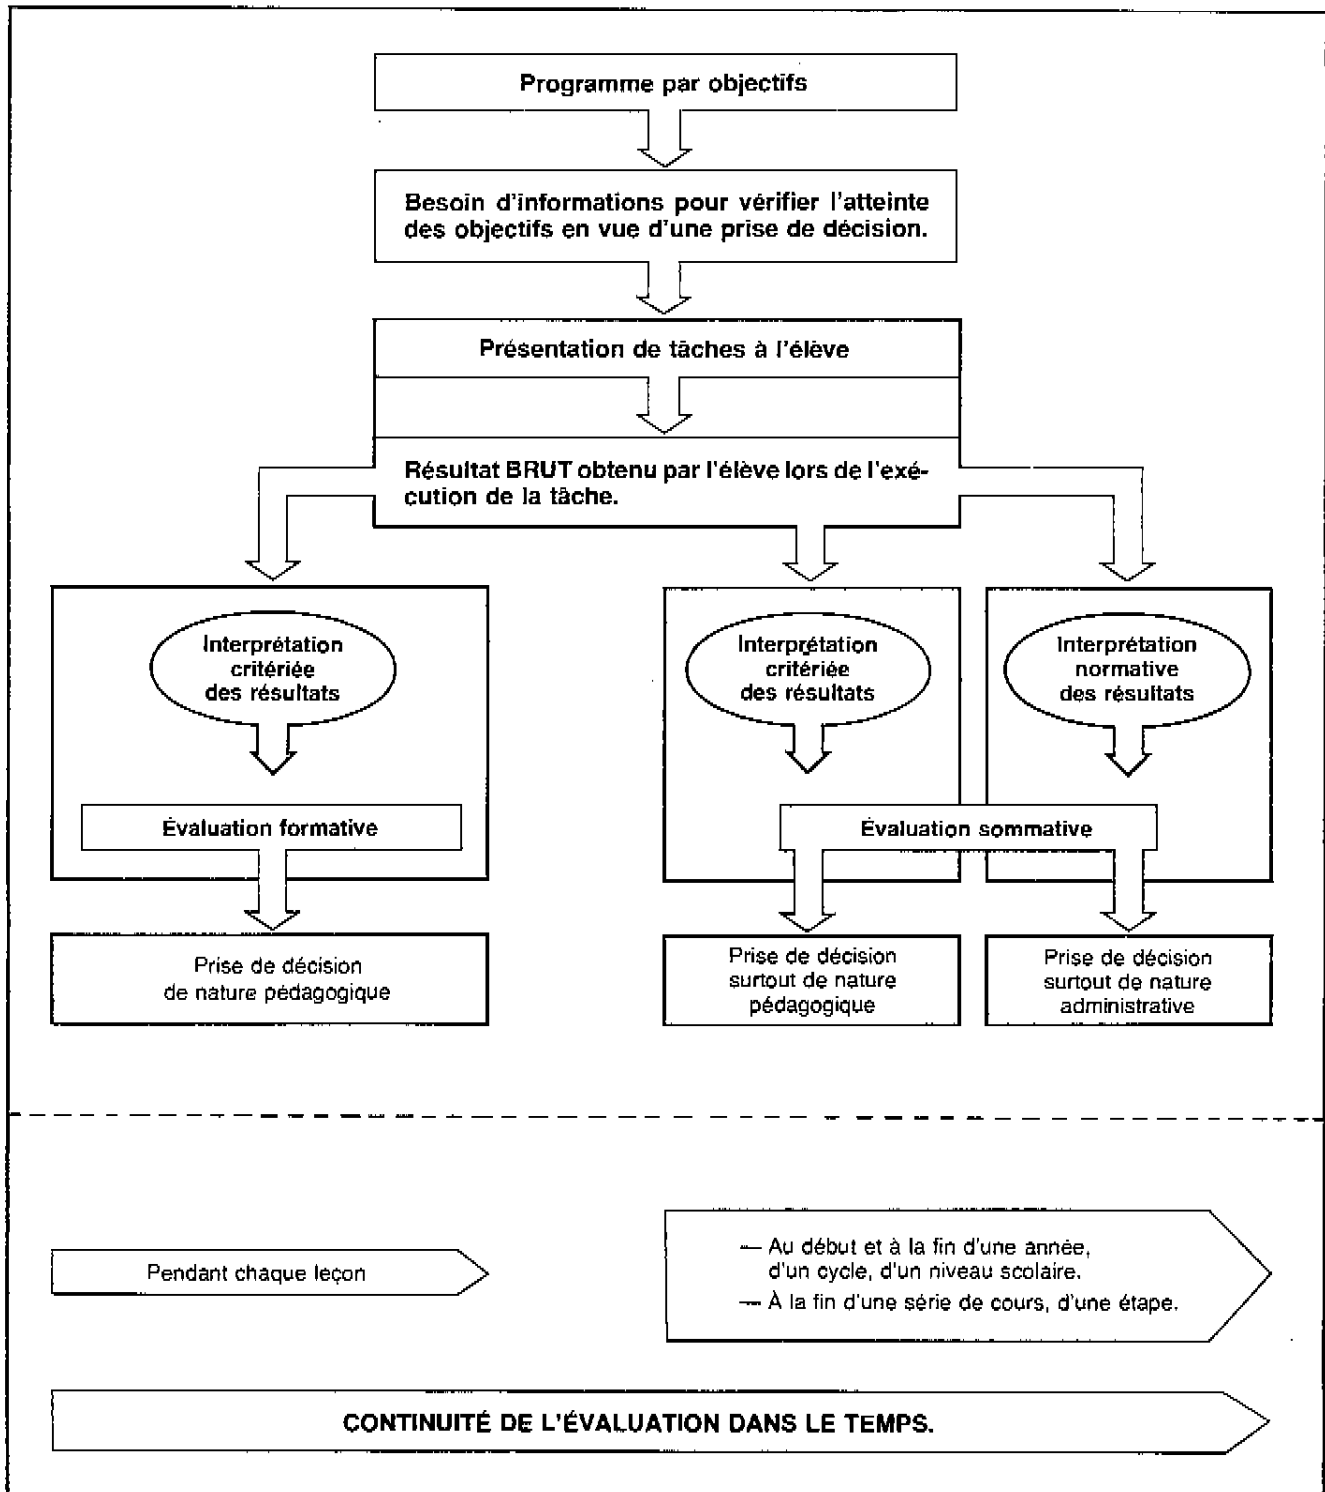 Programme par objectifs
Besoin d'informations pour vérifier l'atteinte
des objectifs en vue d'une prise de décision.
Présentation de tâches à l'élève
Résultat BRUT obtenu par l'élève lors de l'exé-
cution de la tâche.
Interprétation
critériée
des résultats
Évaluation formative
Prise de décision
de nature pédagogique
Interprétation
critériée
des résultats
Interprétation
normative
des résultats
Évaluation sommative
Prise de décision
surtout de nature
pédagogique
Prise de décision
surtout de nature
administrative
Pendant chaque leçon
— Au début et à la fin d'une année,
d'un cycle, d'un niveau scolaire.
— À la fin d'une série de cours, d'une étape.
CONTINUITÉ DE L'ÉVALUATION DANS LE TEMPS.